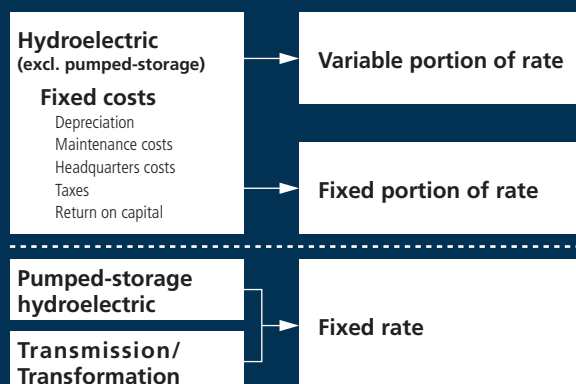 Hydroelectric
(excl. pumped-storage)
Fixed costs
Depreciation
Maintenance costs
Headquarters costs
Taxes
Return on capital
Variable portion of rate
Fixed portion of rate
Pumped-storage
hydroelectric
Transmission/
Transformation
Fixed rate